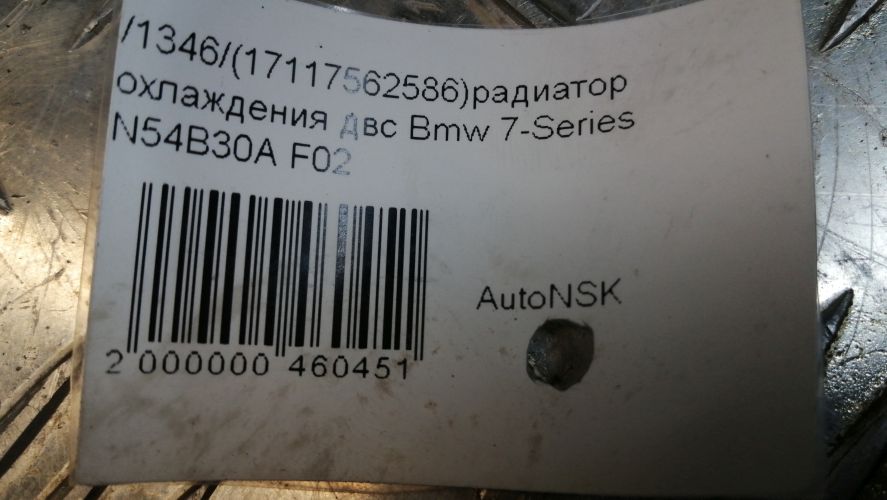 /1346/(17117562586)радиатор
охлаждения двс Bmw 7-Series
N54B30A F02
AutoNSK
2 000000 460451